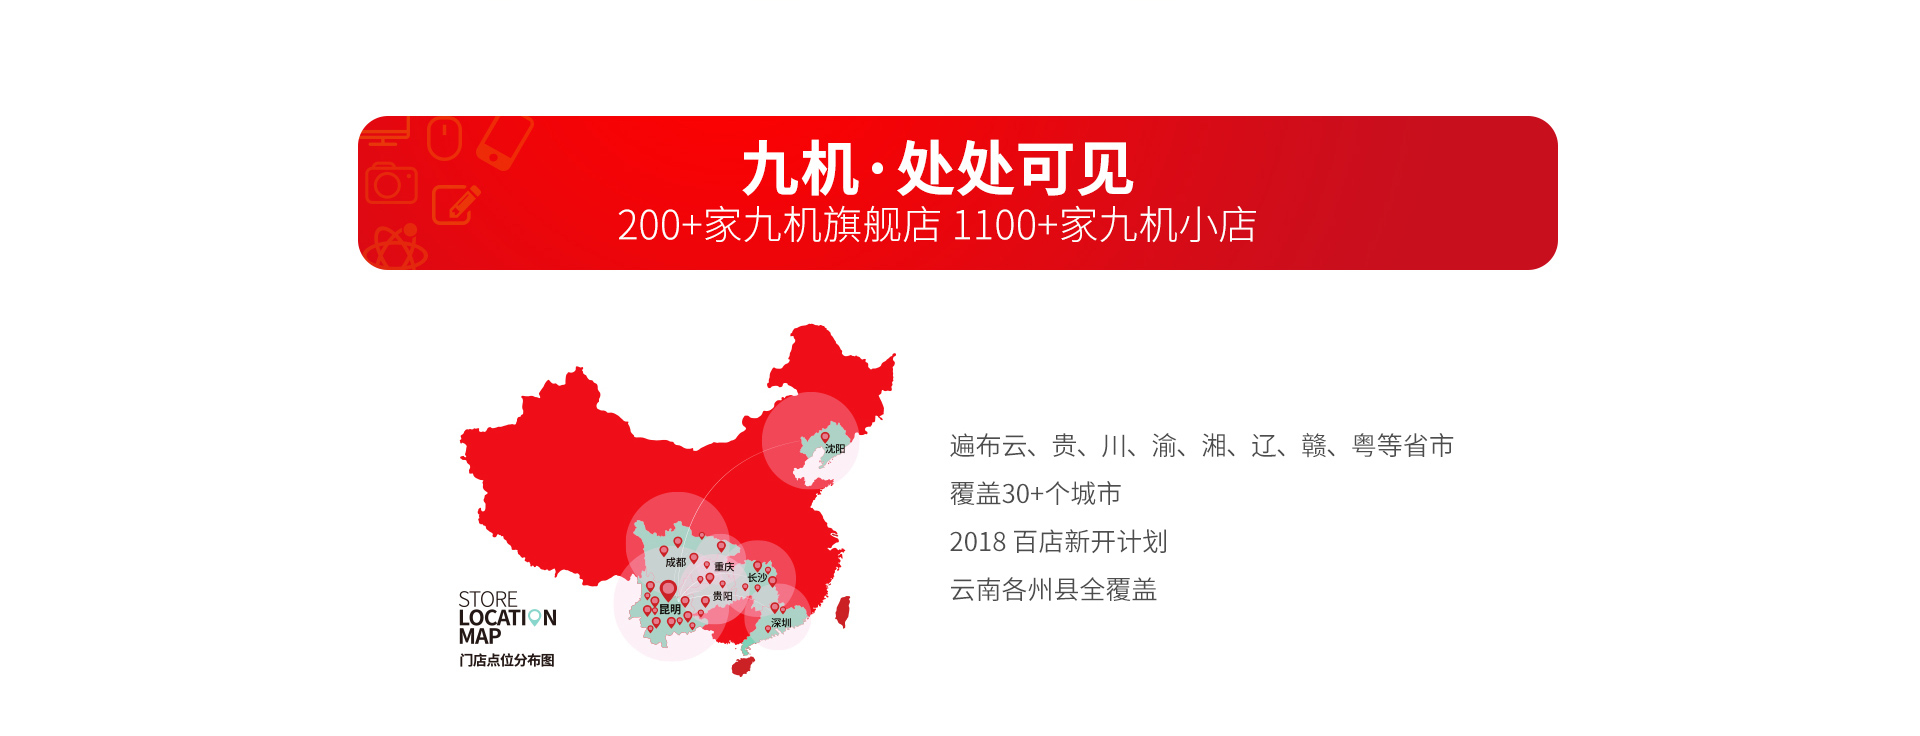 九机·处处可见
200+家九机旗舰店 1100+家九机小店
沈阳
遍布云、贵、川、渝、湘、辽、赣、粤等省市
覆盖30+个城市
2018 百店新开计划
云南各州县全覆盖
成都
重庆
长沙
贵阳
昆明
深圳
STORE
LOCATION
MAP
门店点位分布图